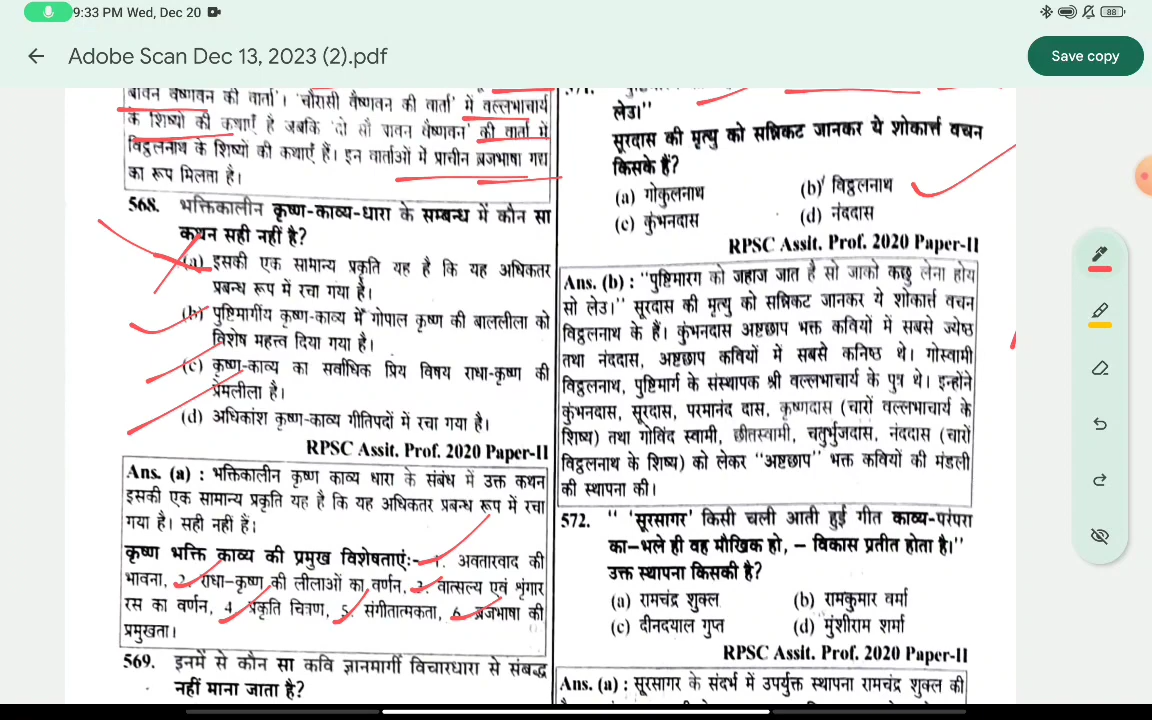 9:33 PM Wed, Dec 20
88
Adobe Scan Dec 13, 2023 (2).pdf
Save copy
बावन वैष्णवन की वार्ता'। 'चौरासी वैष्णवन की वार्ता' में वल्लभाचार्य
के शिष्यों की कथाएँ है जबकि 'दो सौ बावन वैष्णवन' की वार्ता में
विट्ठलनाथ के शिष्यों की कथाएँ हैं। इन वार्ताओं में प्राचीन ब्रजभाषा गद्य
का रूप मिलता है।
568. भक्तिकालीन कृष्ण-काव्य-धारा के सम्बन्ध में कौन सा
कथन सही नहीं है?
(a) इसकी एक सामान्य प्रकृति यह है कि यह अधिकतर
प्रबन्ध रूप में रचा गया है।
(b) पुष्टिमार्गीय कृष्ण-काव्य में गोपाल कृष्ण की बाललीला को
विशेष महत्त्व दिया गया है।
(c) कृष्ण-काव्य का सर्वाधिक प्रिय विषय राधा-कृष्ण की
प्रेमलीला है।
(d) अधिकांश कृष्ण-काव्य गीतिपदों में रचा गया है।
RPSC Assit. Prof. 2020 Paper-II
Ans. (a) : भक्तिकालीन कृष्ण काव्य धारा के संबंध में उक्त कथन
इसकी एक सामान्य प्रकृति यह है कि यह अधिकतर प्रबन्ध रूप में रचा
गया है। सही नहीं हैं।
कृष्ण भक्ति काव्य की प्रमुख विशेषताएं:- 1. अवतारवाद की
भावना, 2. राधा-कृष्ण की लीलाओं का वर्णन, 3. वात्सल्य एवं शृंगार
रस का वर्णन, 4. प्रकृति चित्रण, 5. संगीतात्मकता, 6. ब्रजभाषा की
प्रमुखता।
569. इनमें से कौन सा कवि ज्ञानमार्गी विचारधारा से संबद्ध
नहीं माना जाता है?
लेउ।"
सूरदास की मृत्यु को सन्निकट जानकर ये शोकार्त्त वचन
किसके हैं?
(a) गोकुलनाथ (b) विट्ठलनाथ
(c) कुंभनदास (d) नंददास
RPSC Assit. Prof. 2020 Paper-II
Ans. (b) : "पुष्टिमारग को जहाज जात है सो जाको कछु लेना होय
सो लेउ।" सूरदास की मृत्यु को सन्निकट जानकर ये शोकार्त्त वचन
विट्ठलनाथ के हैं। कुंभनदास अष्टछाप भक्त कवियों में सबसे ज्येष्ठ
तथा नंददास, अष्टछाप कवियों में सबसे कनिष्ठ थे। गोस्वामी
विट्ठलनाथ, पुष्टिमार्ग के संस्थापक श्री वल्लभाचार्य के पुत्र थे। इन्होंने
कुंभनदास, सूरदास, परमानंद दास, कृष्णदास (चारों वल्लभाचार्य के
शिष्य) तथा गोविंद स्वामी, छीतस्वामी, चतुर्भुजदास, नंददास (चारों
विट्ठलनाथ के शिष्य) को लेकर "अष्टछाप" भक्त कवियों की मंडली
की स्थापना की।
572. " 'सूरसागर' किसी चली आती हुई गीत काव्य-परंपरा
का-भले ही वह मौखिक हो, – विकास प्रतीत होता है।"
उक्त स्थापना किसकी है?
(a) रामचंद्र शुक्ल (b) रामकुमार वर्मा
(c) दीनदयाल गुप्त (d) मुंशीराम शर्मा
RPSC Assit. Prof. 2020 Paper-II
Ans. (a) : सूरसागर के संदर्भ में उपर्युक्त स्थापना रामचंद्र शुक्ल की